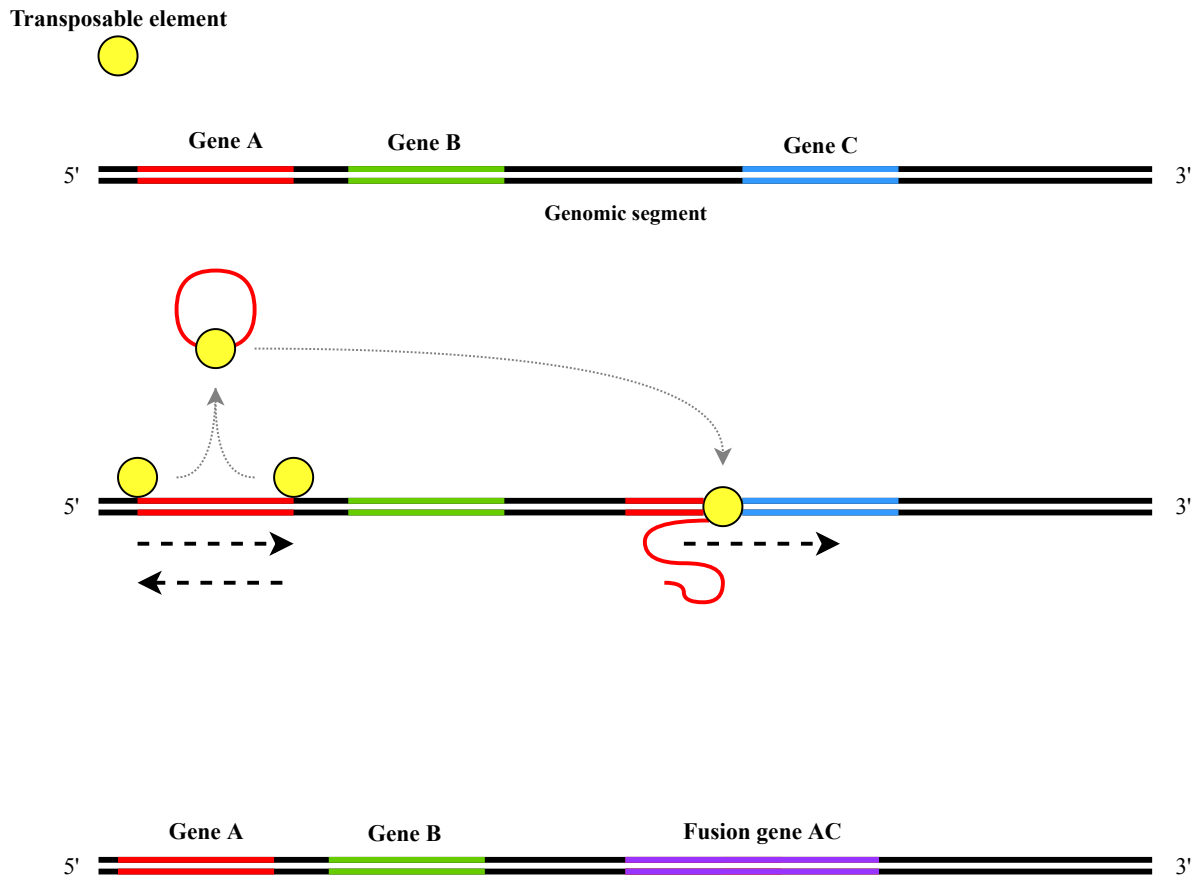 Transposable element
Gene A
Gene B
Gene C
5'
3'
Genomic segment
5'
3'
Gene A
Gene B
Fusion gene AC
5'
3'